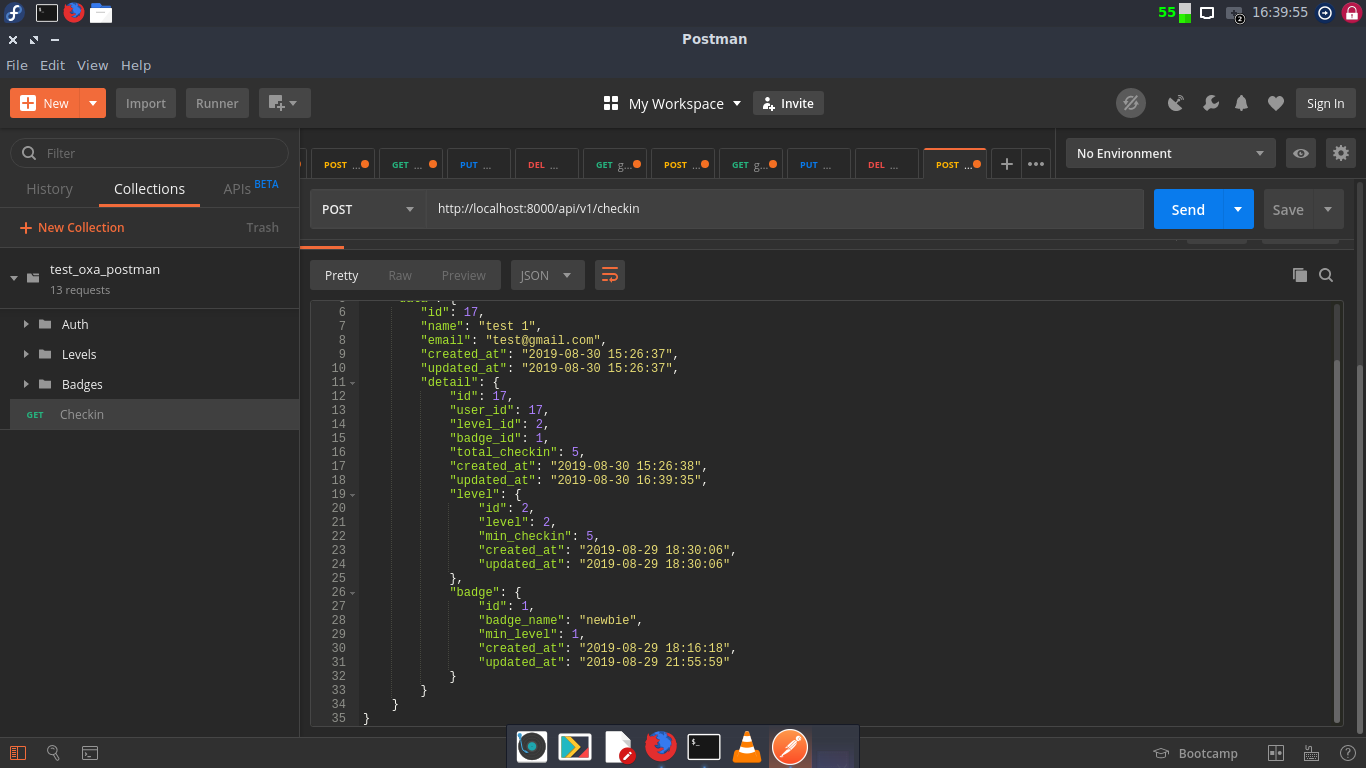 55 2 16:39:55
Postman
File Edit View Help
New Import Runner My Workspace Invite Sign In
Filter
History Collections APIs BETA
New Collection Trash
test_oxa_postman
13 requests
Auth
Levels
Badges
GET Checkin
POST ... GET ... PUT ... DEL ... GET g... POST ... GET g... PUT ... DEL ... POST ...
No Environment
POST http://localhost:8000/api/v1/checkin Send Save
Pretty Raw Preview JSON
6 "id": 17,
7 "name": "test 1",
8 "email": "test@gmail.com",
9 "created_at": "2019-08-30 15:26:37",
10 "updated_at": "2019-08-30 15:26:37",
11 "detail": {
12 "id": 17,
13 "user_id": 17,
14 "level_id": 2,
15 "badge_id": 1,
16 "total_checkin": 5,
17 "created_at": "2019-08-30 15:26:38",
18 "updated_at": "2019-08-30 16:39:35",
19 "level": {
20 "id": 2,
21 "level": 2,
22 "min_checkin": 5,
23 "created_at": "2019-08-29 18:30:06",
24 "updated_at": "2019-08-29 18:30:06"
25 },
26 "badge": {
27 "id": 1,
28 "badge_name": "newbie",
29 "min_level": 1,
30 "created_at": "2019-08-29 18:16:18",
31 "updated_at": "2019-08-29 21:55:59"
32 }
33 }
34 }
35 }
Bootcamp